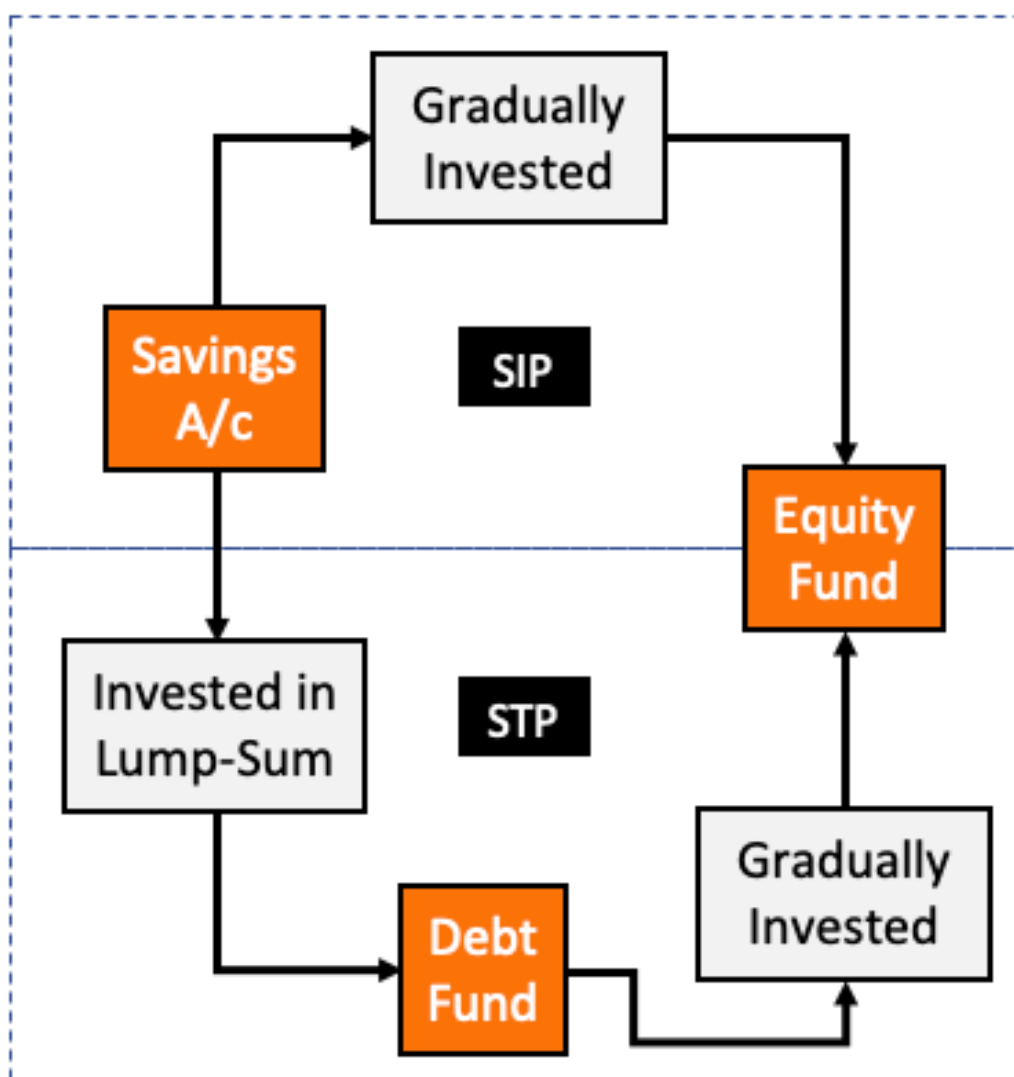 Gradually
Invested
Savings
A/c
SIP
Equity
Fund
Invested in
Lump-Sum
STP
Gradually
Invested
Debt
Fund